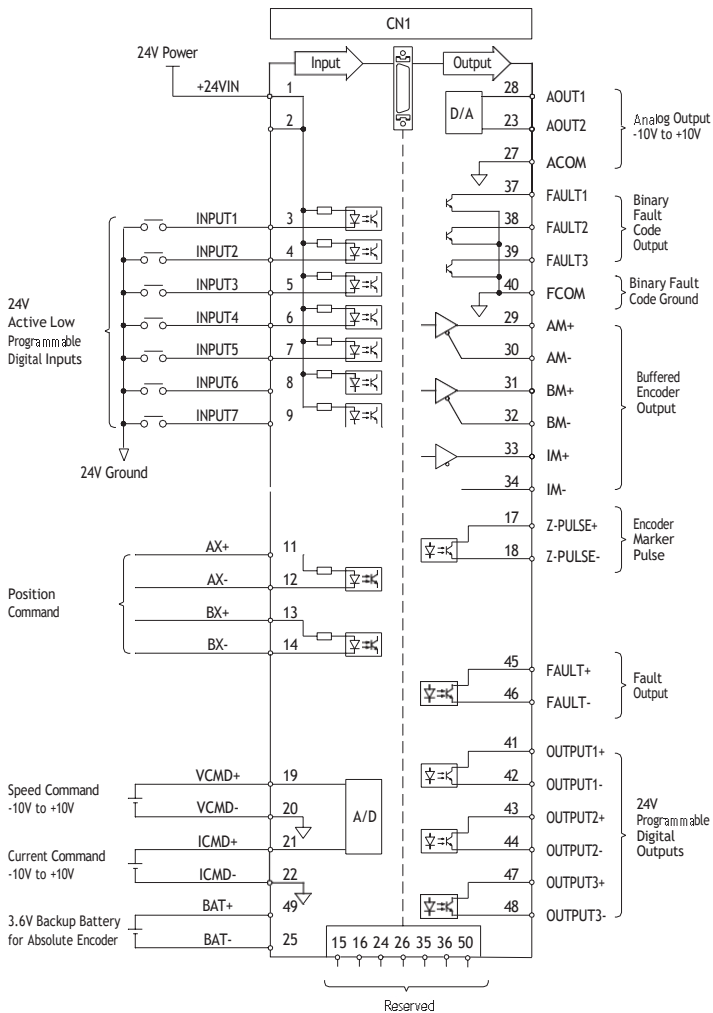 CN1
Input
Output
24V Power
+24VIN
1
2
INPUT1
3
INPUT2
4
INPUT3
5
INPUT4
6
INPUT5
7
INPUT6
8
INPUT7
9
24V
Active Low
Programmable
Digital Inputs
24V Ground
AX+
11
AX-
12
BX+
13
BX-
14
Position
Command
VCMD+
19
VCMD-
20
ICMD+
21
ICMD-
22
BAT+
49
BAT-
25
A/D
Speed Command
-10V to +10V
Current Command
-10V to +10V
3.6V Backup Battery
for Absolute Encoder
15 16 24 26 35 36 50
Reserved
D/A
28
AOUT1
23
AOUT2
27
ACOM
Analog Output
-10V to +10V
37
FAULT1
38
FAULT2
39
FAULT3
Binary
Fault
Code
Output
40
FCOM
Binary Fault
Code Ground
29
AM+
30
AM-
31
BM+
32
BM-
33
IM+
34
IM-
Buffered
Encoder
Output
17
Z-PULSE+
18
Z-PULSE-
Encoder
Marker
Pulse
45
FAULT+
46
FAULT-
Fault
Output
41
OUTPUT1+
42
OUTPUT1-
43
OUTPUT2+
44
OUTPUT2-
47
OUTPUT3+
48
OUTPUT3-
24V
Programmable
Digital
Outputs